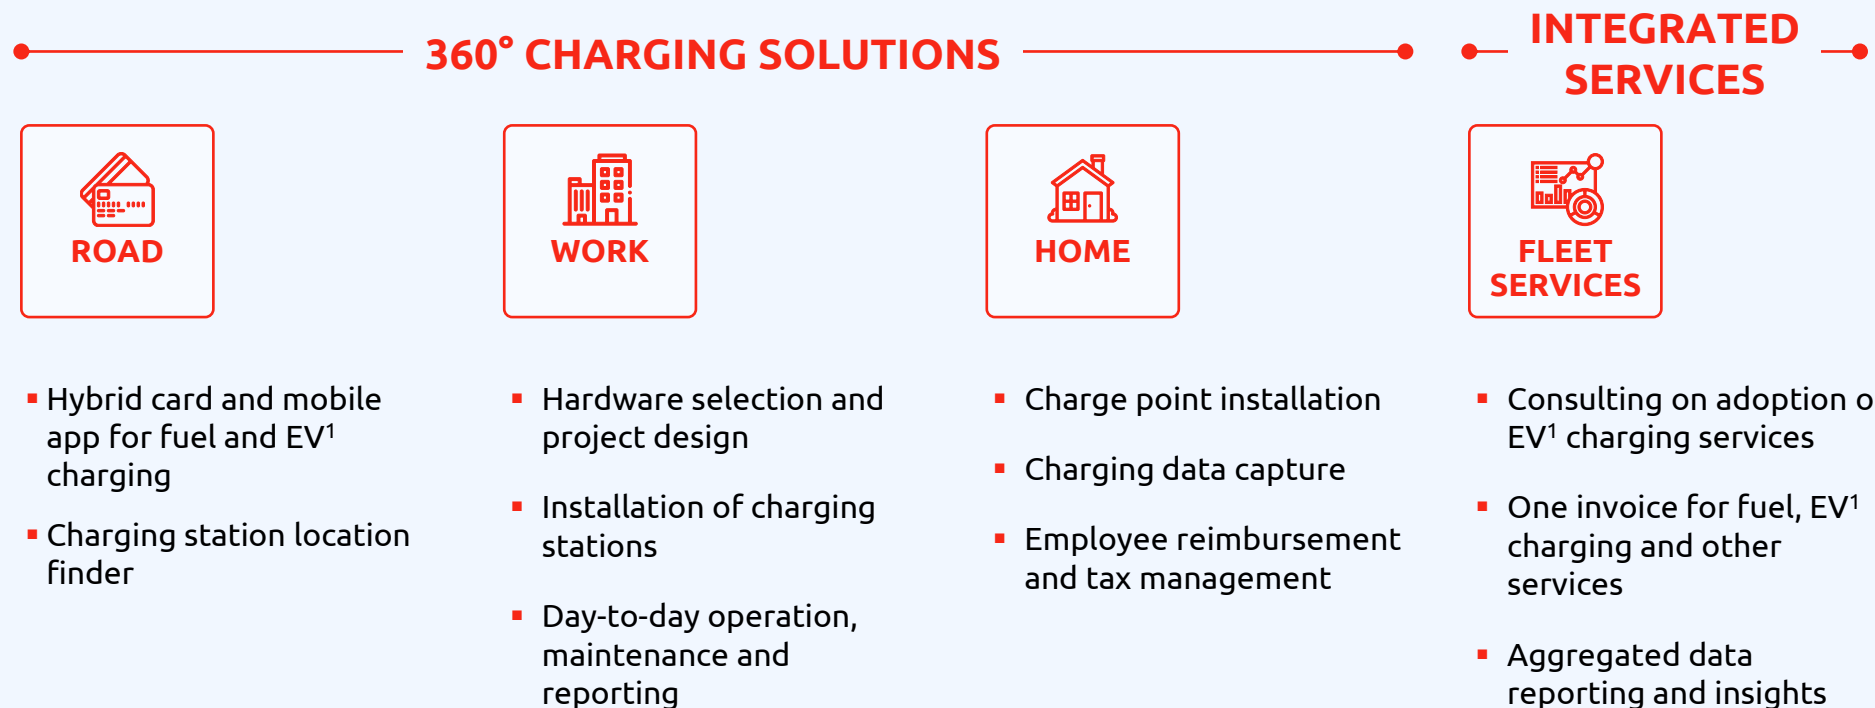 360° CHARGING SOLUTIONS
INTEGRATED
SERVICES
ROAD
WORK
HOME
FLEET
SERVICES
▪ Hybrid card and mobile
app for fuel and EV¹
charging
▪ Charging station location
finder
▪ Hardware selection and
project design
▪ Installation of charging
stations
▪ Day-to-day operation,
maintenance and
reporting
▪ Charge point installation
▪ Charging data capture
▪ Employee reimbursement
and tax management
▪ Consulting on adoption o
EV¹ charging services
▪ One invoice for fuel, EV¹
charging and other
services
▪ Aggregated data
reporting and insights